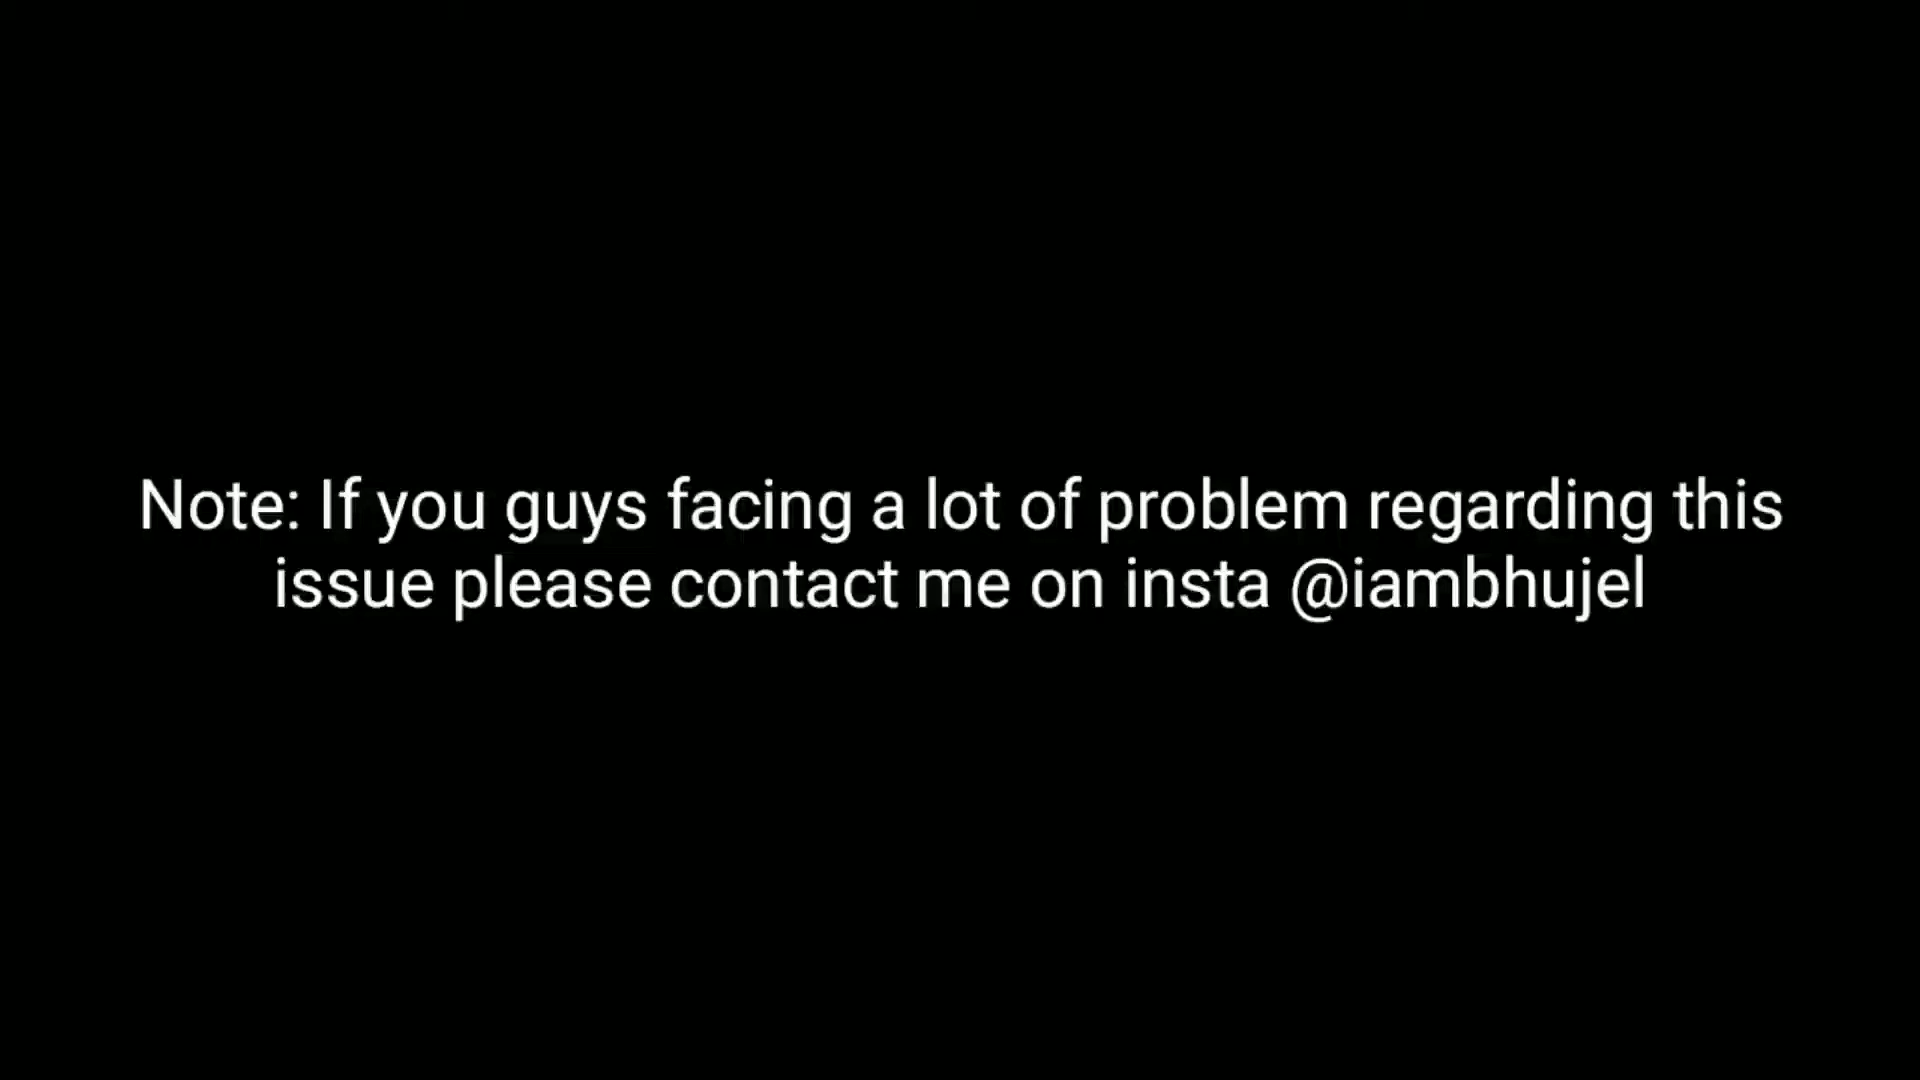 Note: If you guys facing a lot of problem regarding this
issue please contact me on insta @iambhujel